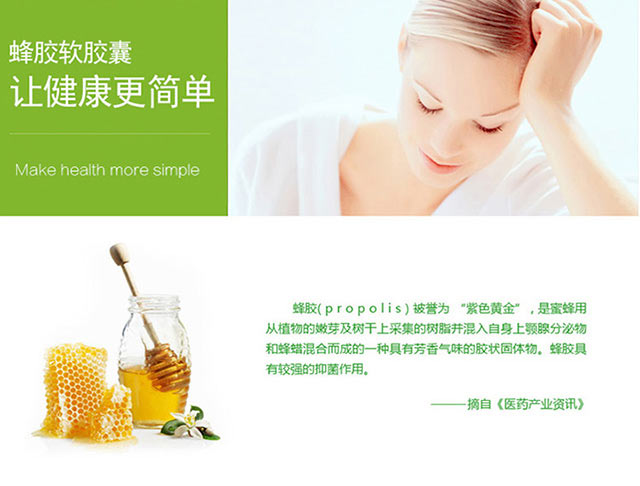 蜂胶软胶囊
让健康更简单
Make health more simple
蜂胶(propolis)被誉为 “紫色黄金”,是蜜蜂用
从植物的嫩芽及树干上采集的树脂并混入自身上颚腺分泌物
和蜂蜡混合而成的一种具有芳香气味的胶状固体物。蜂胶具
有较强的抑菌作用。
———摘自《医药产业资讯》